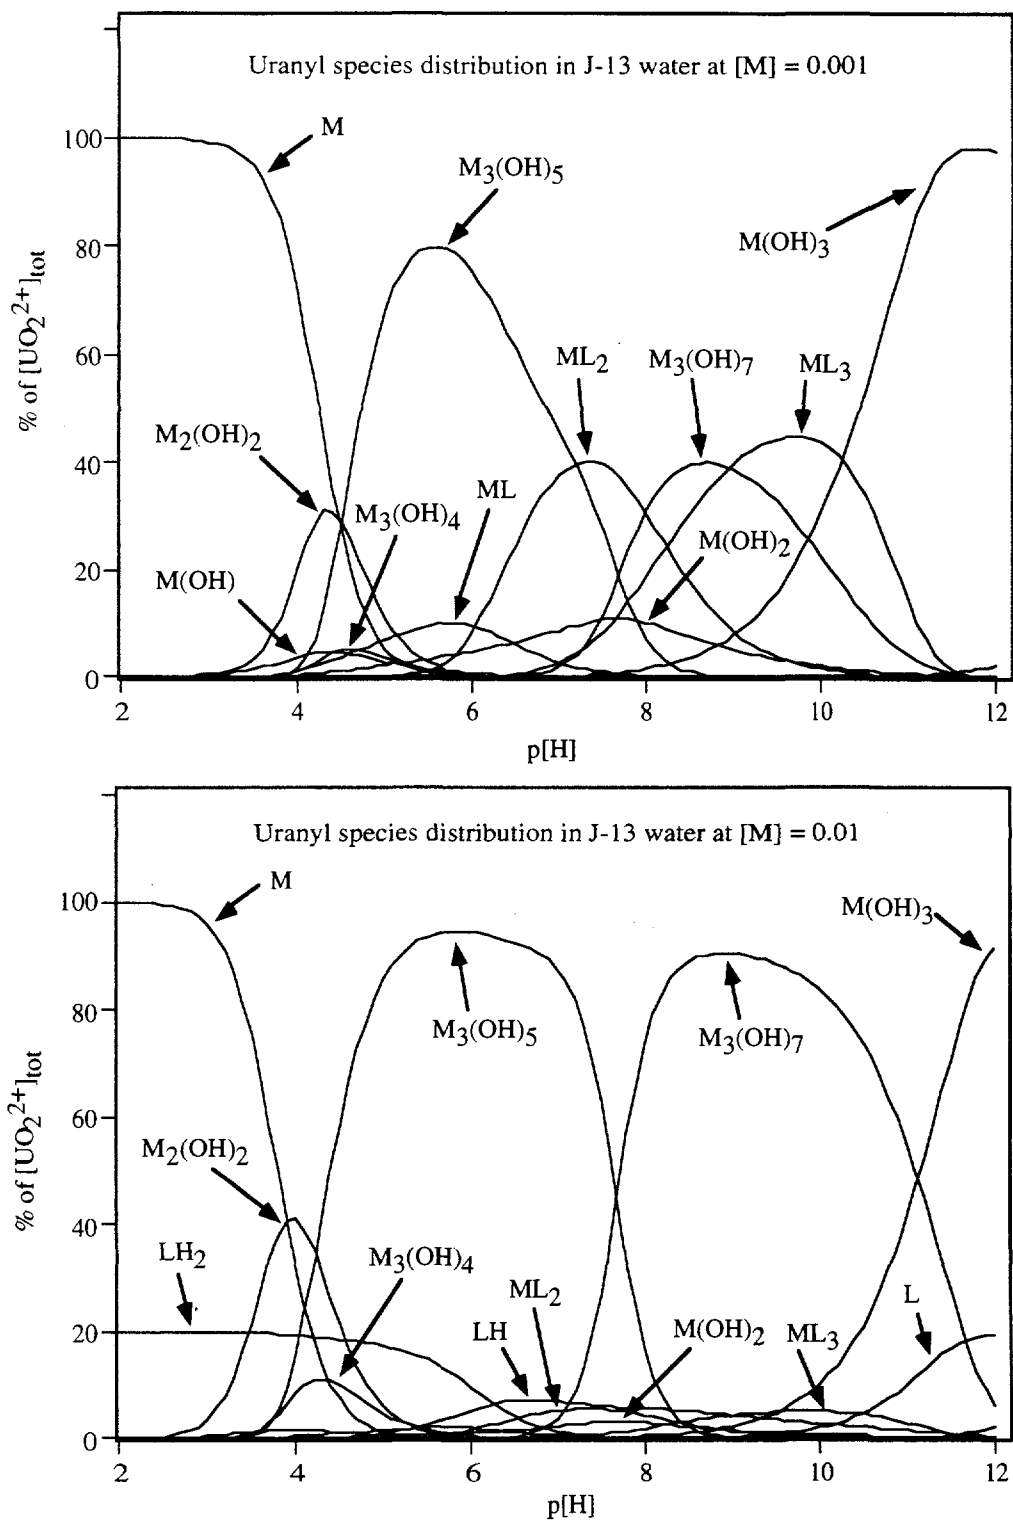 Uranyl species distribution in J-13 water at [M] = 0.001
M
100
M3(OH)5
M(OH)3
80
% of [UO2 2+]tot
60
ML2
M3(OH)7
ML3
M2(OH)2
40
ML
M3(OH)4
M(OH)2
20
M(OH)
0
2 4 6 8 10 12
p[H]
Uranyl species distribution in J-13 water at [M] = 0.01
M
100
M(OH)3
M3(OH)5
M3(OH)7
80
% of [UO2 2+]tot
60
M2(OH)2
40
LH2
M3(OH)4
ML2
L
20
LH
M(OH)2
ML3
0
2 4 6 8 10 12
p[H]